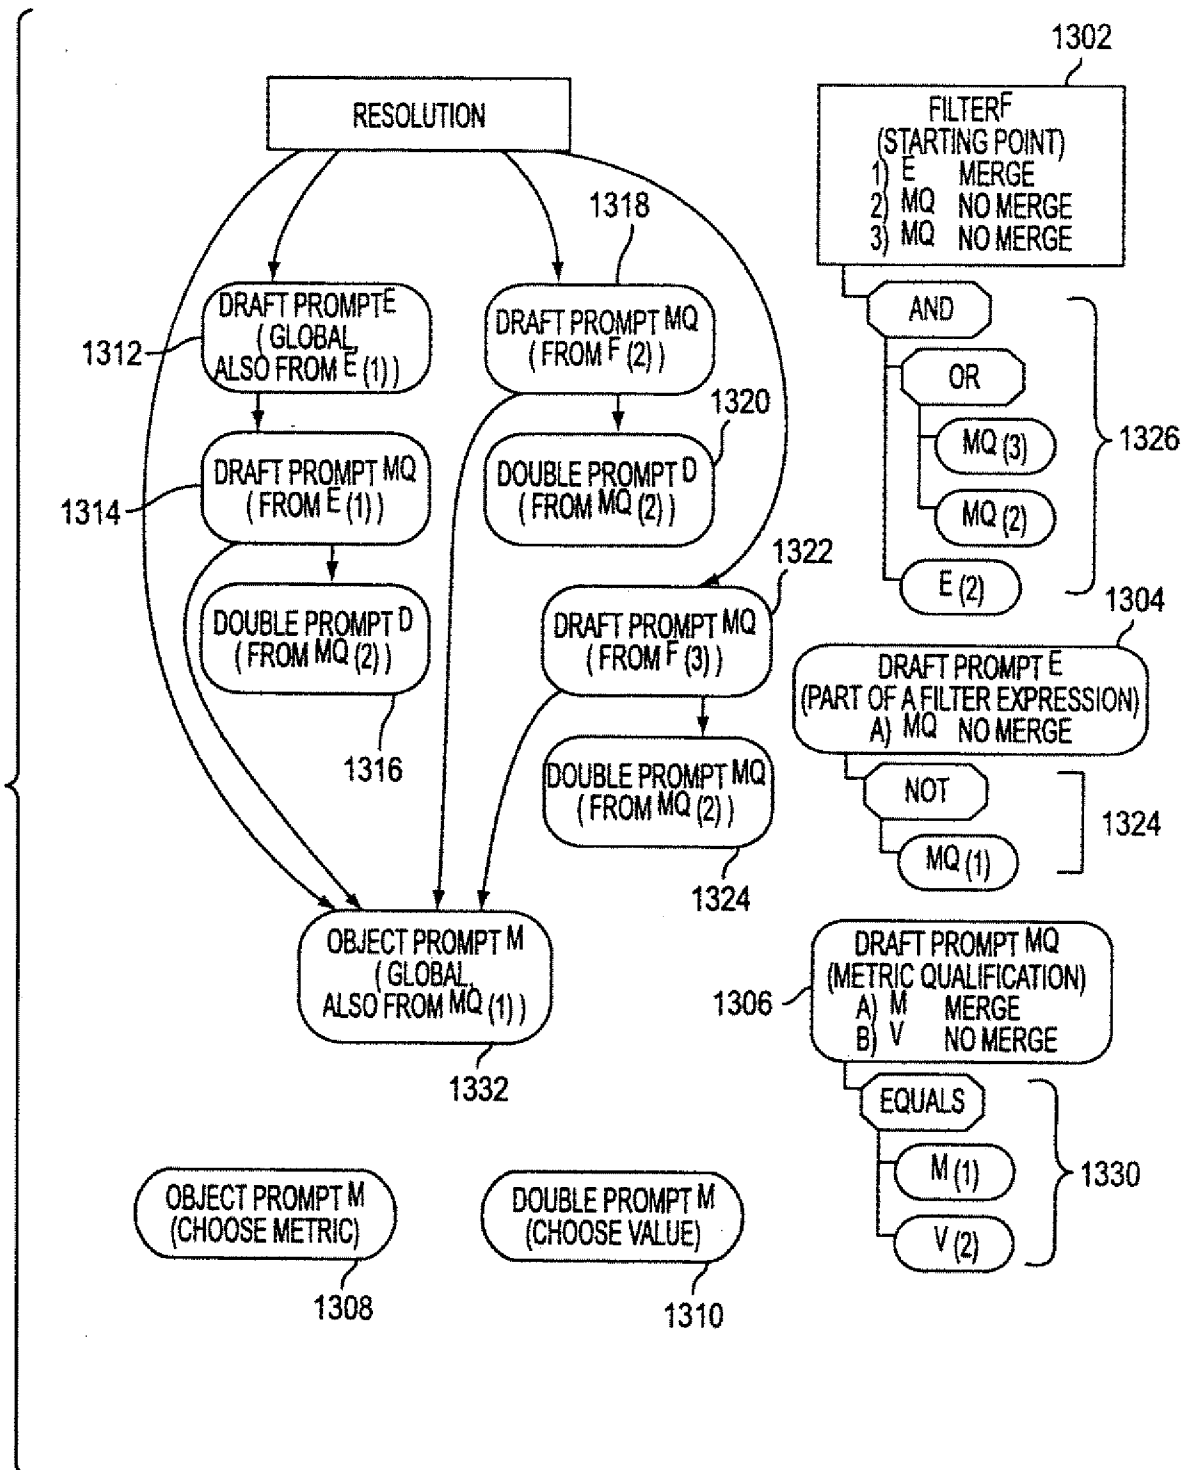 RESOLUTION
1312
DRAFT PROMPT E
( GLOBAL,
ALSO FROM E (1) )
1314
DRAFT PROMPT MQ
( FROM E (1) )
DOUBLE PROMPT D
( FROM MQ (2) )
1316
1318
DRAFT PROMPT MQ
( FROM F (2) )
1320
DOUBLE PROMPT D
( FROM MQ (2) )
1322
DRAFT PROMPT MQ
( FROM F (3) )
DOUBLE PROMPT MQ
( FROM MQ (2) )
1324
OBJECT PROMPT M
( GLOBAL,
ALSO FROM MQ (1) )
1332
OBJECT PROMPT M
(CHOOSE METRIC)
1308
DOUBLE PROMPT M
(CHOOSE VALUE)
1310
1302
FILTER F
(STARTING POINT)
1) E MERGE
2) MQ NO MERGE
3) MQ NO MERGE
AND
OR
MQ (3)
MQ (2)
E (2)
1326
1304
DRAFT PROMPT E
(PART OF A FILTER EXPRESSION)
A) MQ NO MERGE
NOT
MQ (1)
1324
1306
DRAFT PROMPT MQ
(METRIC QUALIFICATION)
A) M MERGE
B) V NO MERGE
EQUALS
M (1)
V (2)
1330